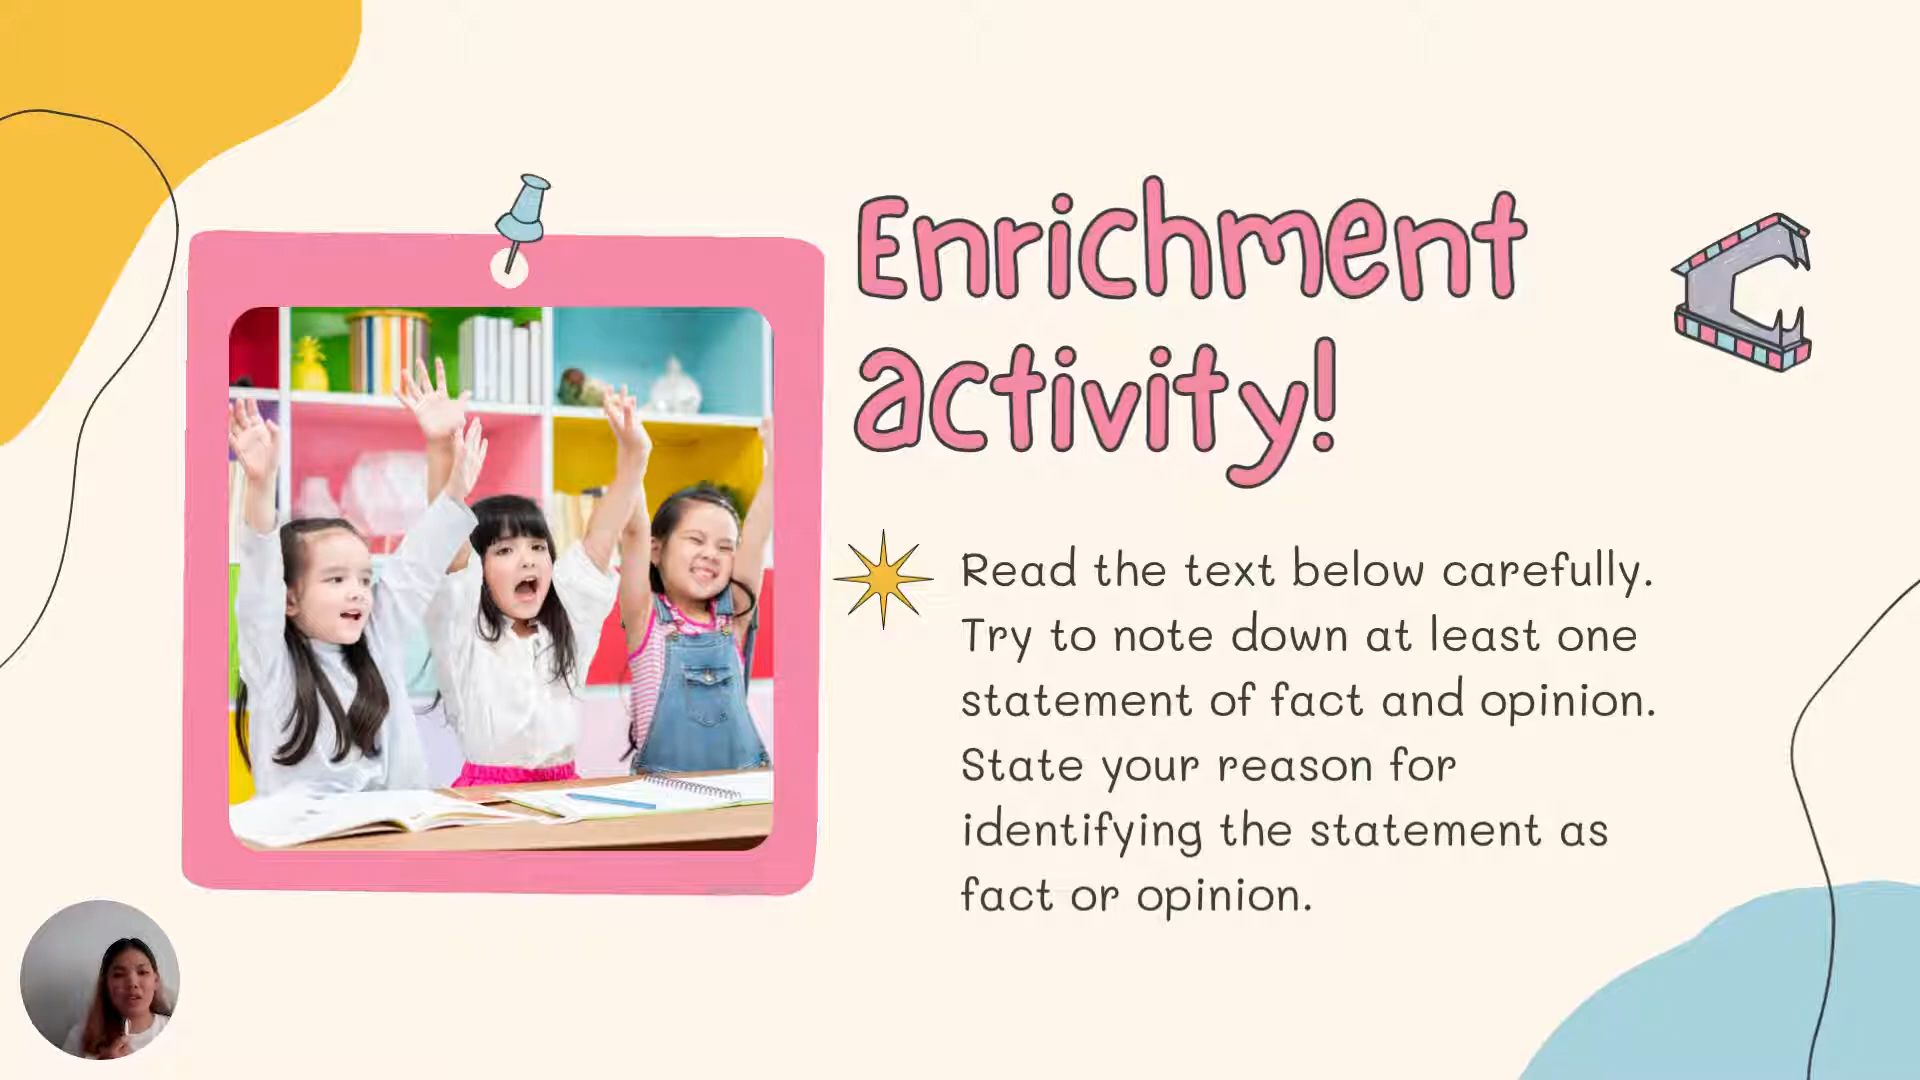 Enrichment
activity!
Read the text below carefully.
Try to note down at least one
statement of fact and opinion.
State your reason for
identifying the statement as
fact or opinion.